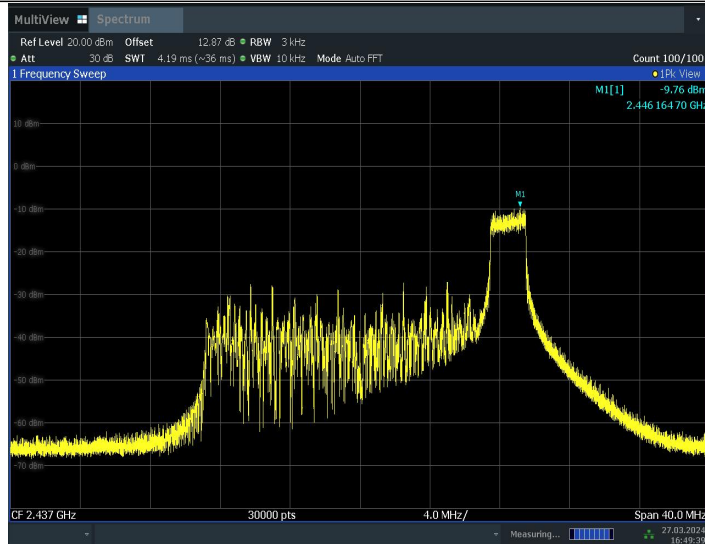 MultiView Spectrum
Ref Level 20.00 dBm Offset 12.87 dB RBW 3 kHz
Att 30 dB SWT 4.19 ms (~36 ms) VBW 10 kHz Mode Auto FFT Count 100/100
1 Frequency Sweep 1Pk View
M1[1] -9.76 dBm
2.446 164 70 GHz
10 dBm
0 dBm
M1
-10 dBm
-20 dBm
-30 dBm
-40 dBm
-50 dBm
-60 dBm
-70 dBm
CF 2.437 GHz 30000 pts 4.0 MHz/ Span 40.0 MHz
Measuring... 27.03.2024
16:49:39